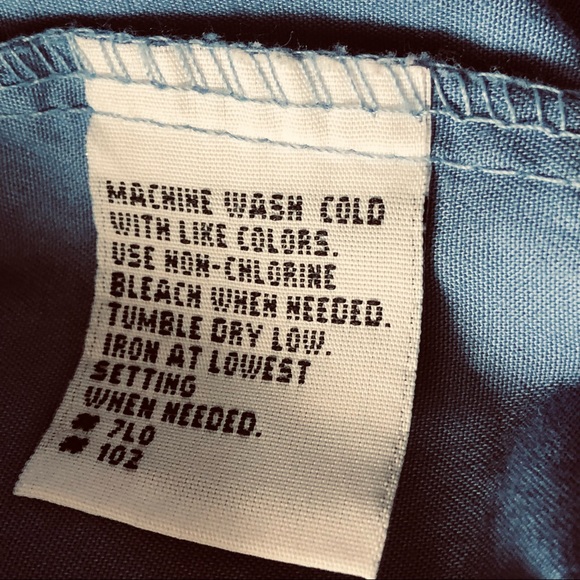 MACHINE WASH COLD
WITH LIKE COLORS.
USE NON-CHLORINE
BLEACH WHEN NEEDED.
TUMBLE DRY LOW.
IRON AT LOWEST
SETTING
WHEN NEEDED.
# 7LO
# 102